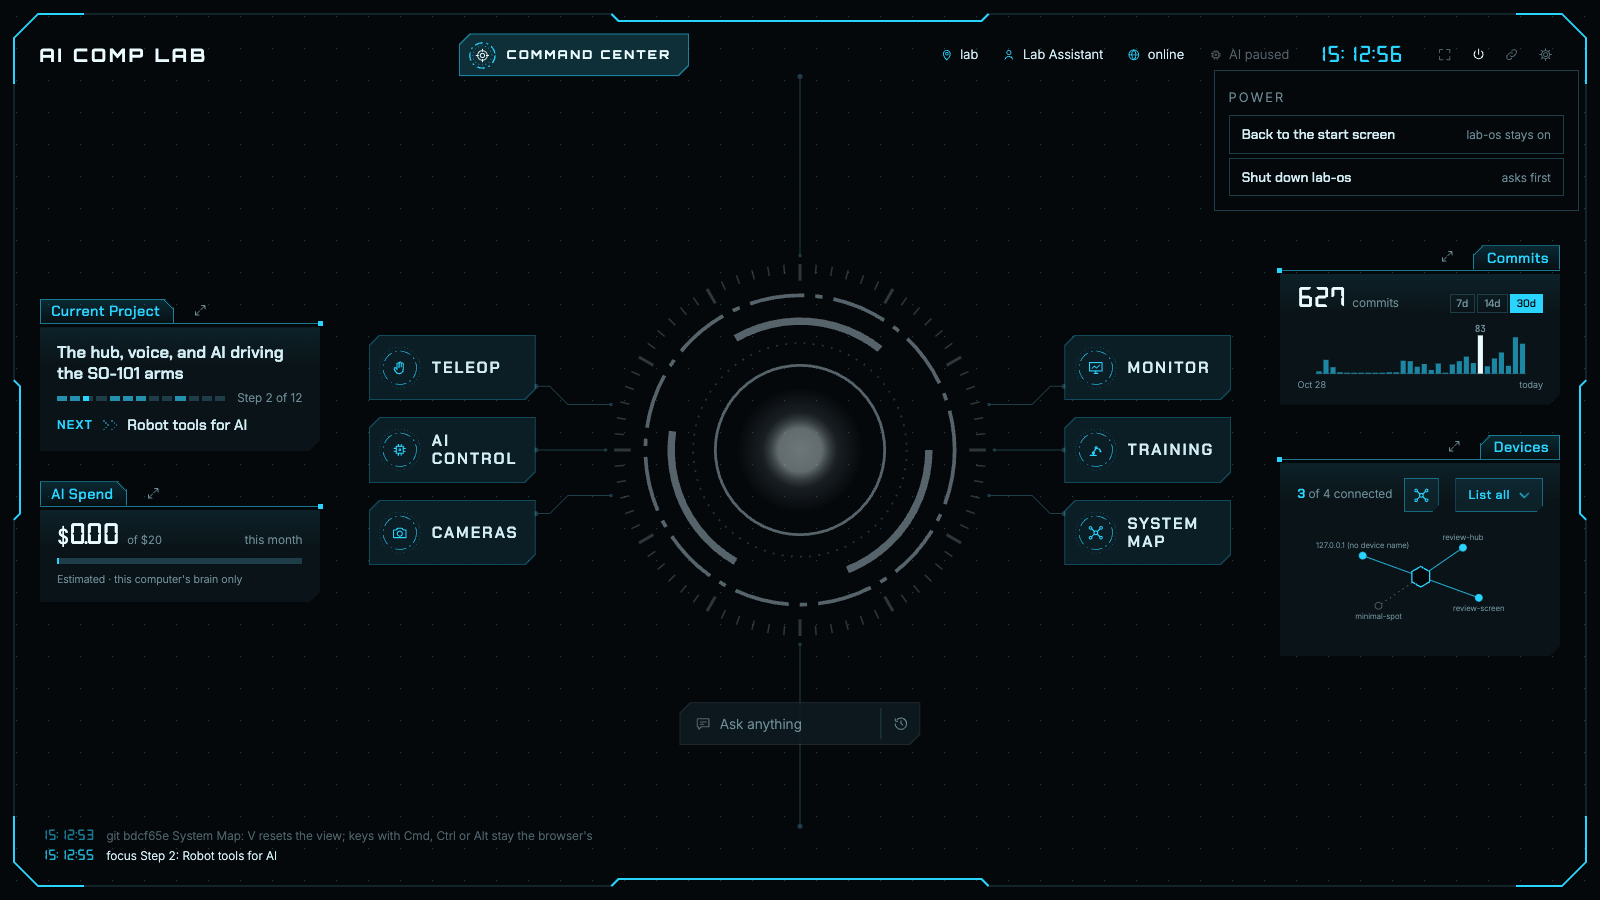 AI COMP LAB
COMMAND CENTER
lab
Lab Assistant
online
AI paused
15:12:56
POWER
Back to the start screen
lab-os stays on
Shut down lab-os
asks first
Current Project
The hub, voice, and AI driving
the SO-101 arms
Step 2 of 12
NEXT
Robot tools for AI
AI Spend
$0.00 of $20
this month
Estimated · this computer's brain only
TELEOP
AI
CONTROL
CAMERAS
MONITOR
TRAINING
SYSTEM
MAP
Commits
627 commits
7d
14d
30d
83
Oct 28
today
Devices
3 of 4 connected
List all
127.0.0.1 (no device name)
review-hub
review-screen
minimal-spot
Ask anything
15:12:53 git bdcf65e System Map: V resets the view; keys with Cmd, Ctrl or Alt stay the browser's
15:12:55 focus Step 2: Robot tools for AI